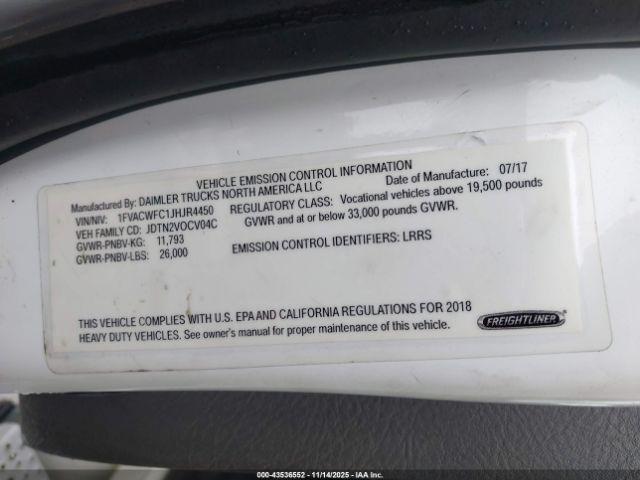 VEHICLE EMISSION CONTROL INFORMATION
Manufactured By: DAIMLER TRUCKS NORTH AMERICA LLC
Date of Manufacture: 07/17
VIN/NIV: 1FVACWFC1JHJR4450
VEH FAMILY CD: JDTN2VOCV04C
GVWR-PNBV-KG: 11,793
GVWR-PNBV-LBS: 26,000
REGULATORY CLASS: Vocational vehicles above 19,500 pounds
GVWR and at or below 33,000 pounds GVWR.
EMISSION CONTROL IDENTIFIERS: LRRS
THIS VEHICLE COMPLIES WITH U.S. EPA AND CALIFORNIA REGULATIONS FOR 2018
HEAVY DUTY VEHICLES. See owner's manual for proper maintenance of this vehicle.
FREIGHTLINER
000-43536552 - 11/14/2025 - IAA Inc.